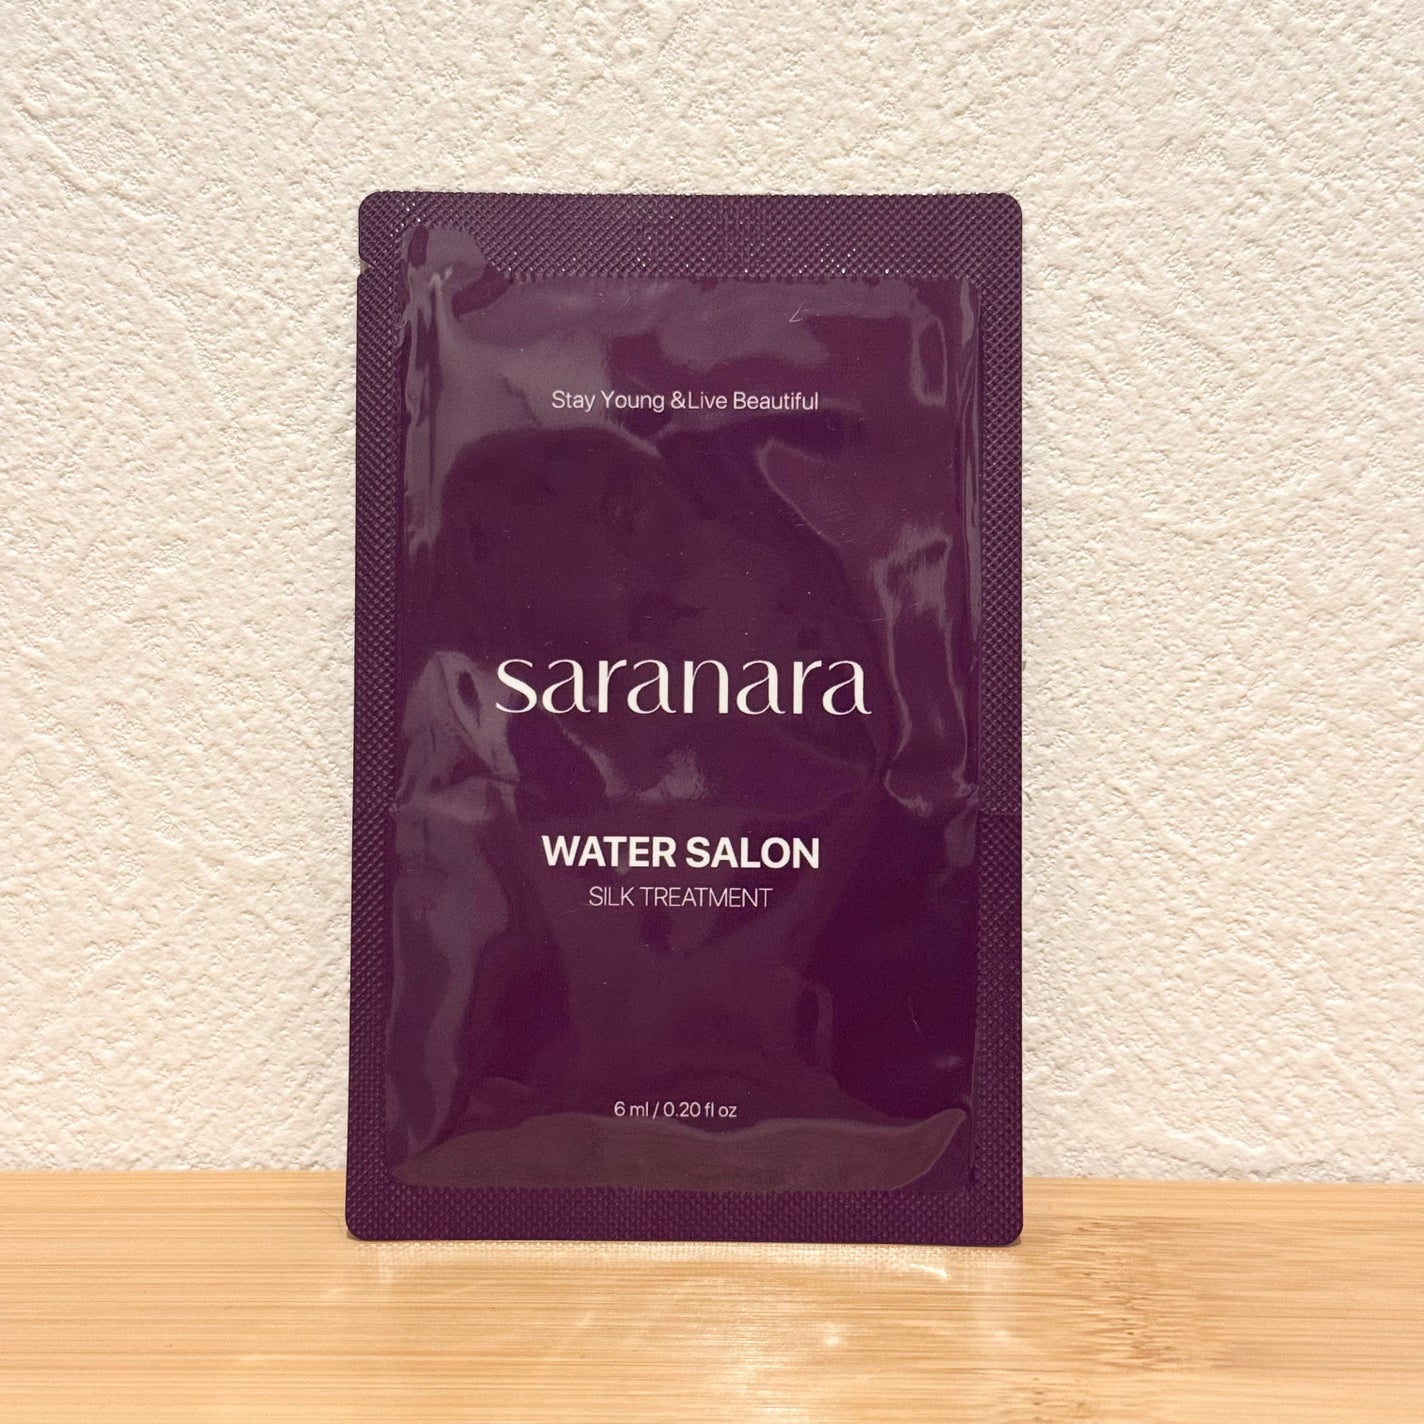 Stay Young &Live Beautiful
saranara
WATER SALON
SILK TREATMENT
6 ml / 0.20 fl oz